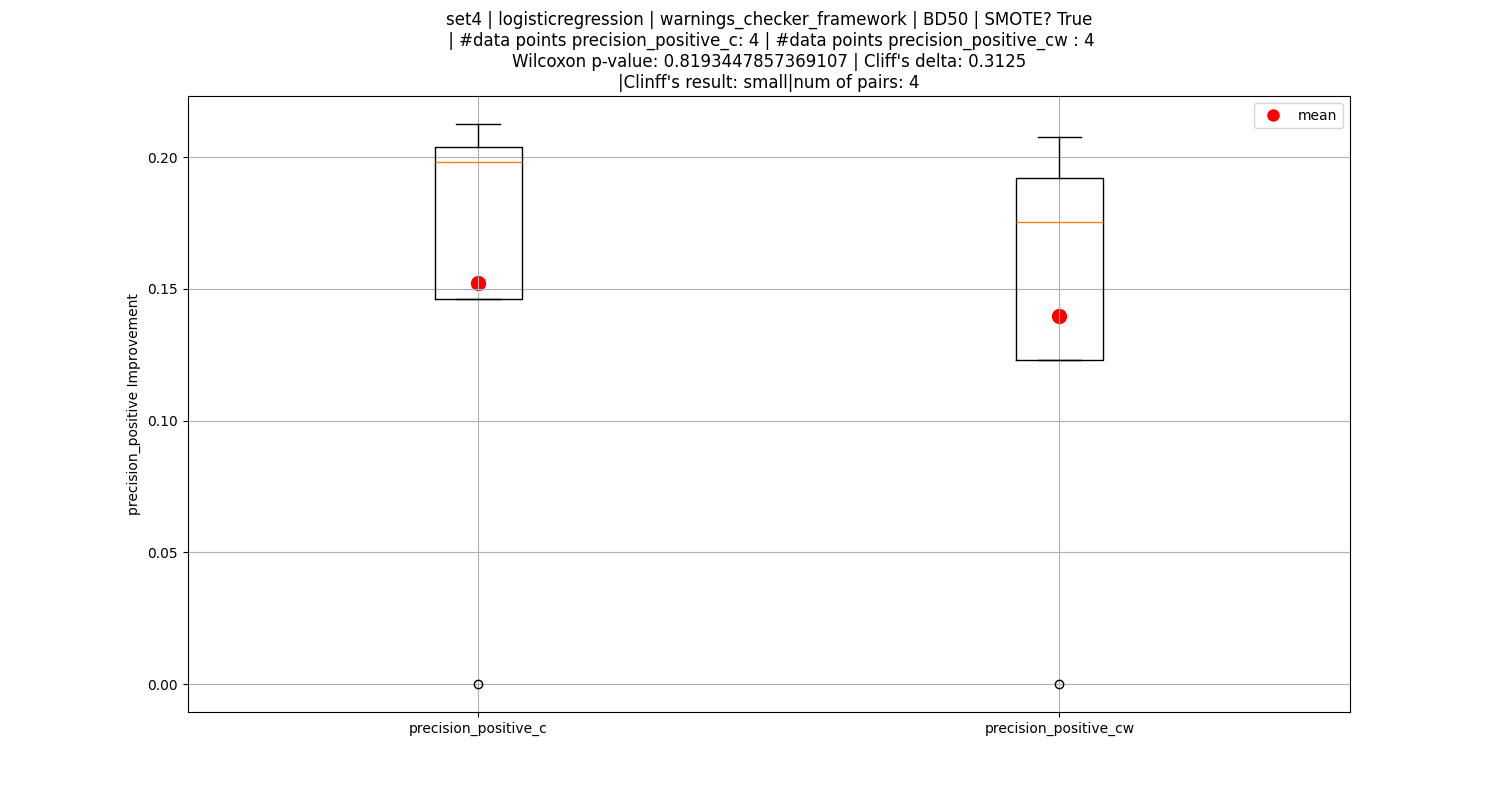 set4 | logisticregression | warnings_checker_framework | BD50 | SMOTE? True
| #data points precision_positive_c: 4 | #data points precision_positive_cw : 4
Wilcoxon p-value: 0.8193447857369107 | Cliff's delta: 0.3125
|Clinff's result: small|num of pairs: 4
mean
precision_positive Improvement
0.20
0.15
0.10
0.05
0.00
precision_positive_c
precision_positive_cw